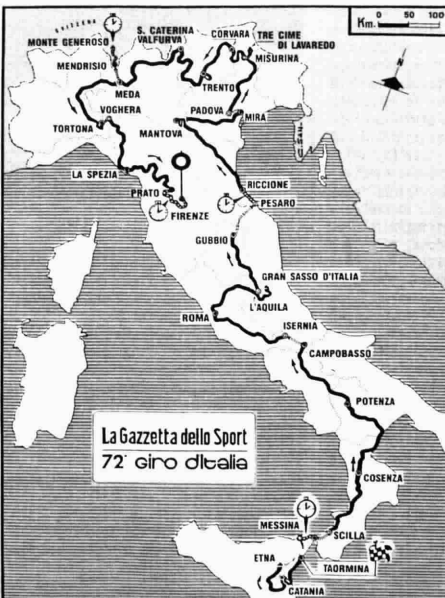 Km. 0 50 100
SVIZZERA
MONTE GENEROSO
S. CATERINA
VALFURVA
CORVARA
TRE CIME
DI LAVAREDO
MENDRISIO
MISURINA
MEDA
TRENTO
VOGHERA
PADOVA
MIRA
TORTONA
MANTOVA
N
LA SPEZIA
PRATO
FIRENZE
RICCIONE
PESARO
GUBBIO
GRAN SASSO D'ITALIA
L'AQUILA
ROMA
ISERNIA
CAMPOBASSO
POTENZA
La Gazzetta dello Sport
72° Giro d'Italia
COSENZA
MESSINA
SCILLA
ETNA
TAORMINA
CATANIA